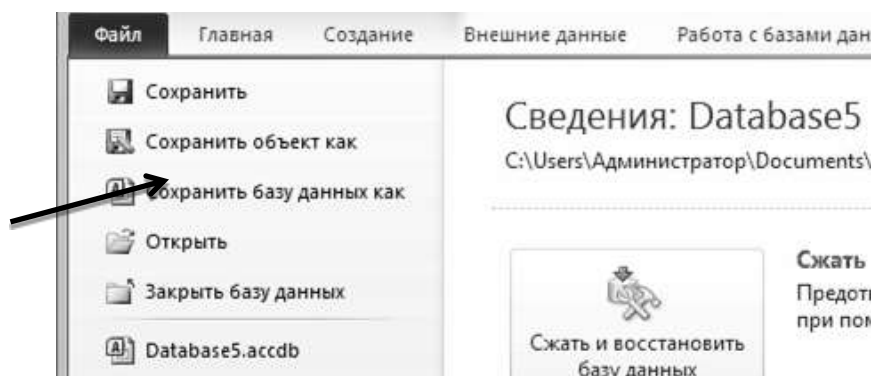 Файл Главная Создание Внешние данные Работа с базами дан
Сохранить
Сохранить объект как
Сохранить базу данных как
Открыть
Закрыть базу данных
Database5.accdb
Сведения: Database5
C:\Users\Администратор\Documents\
Сжать и восстановить
базу данных
Сжать
Предотв
при пом